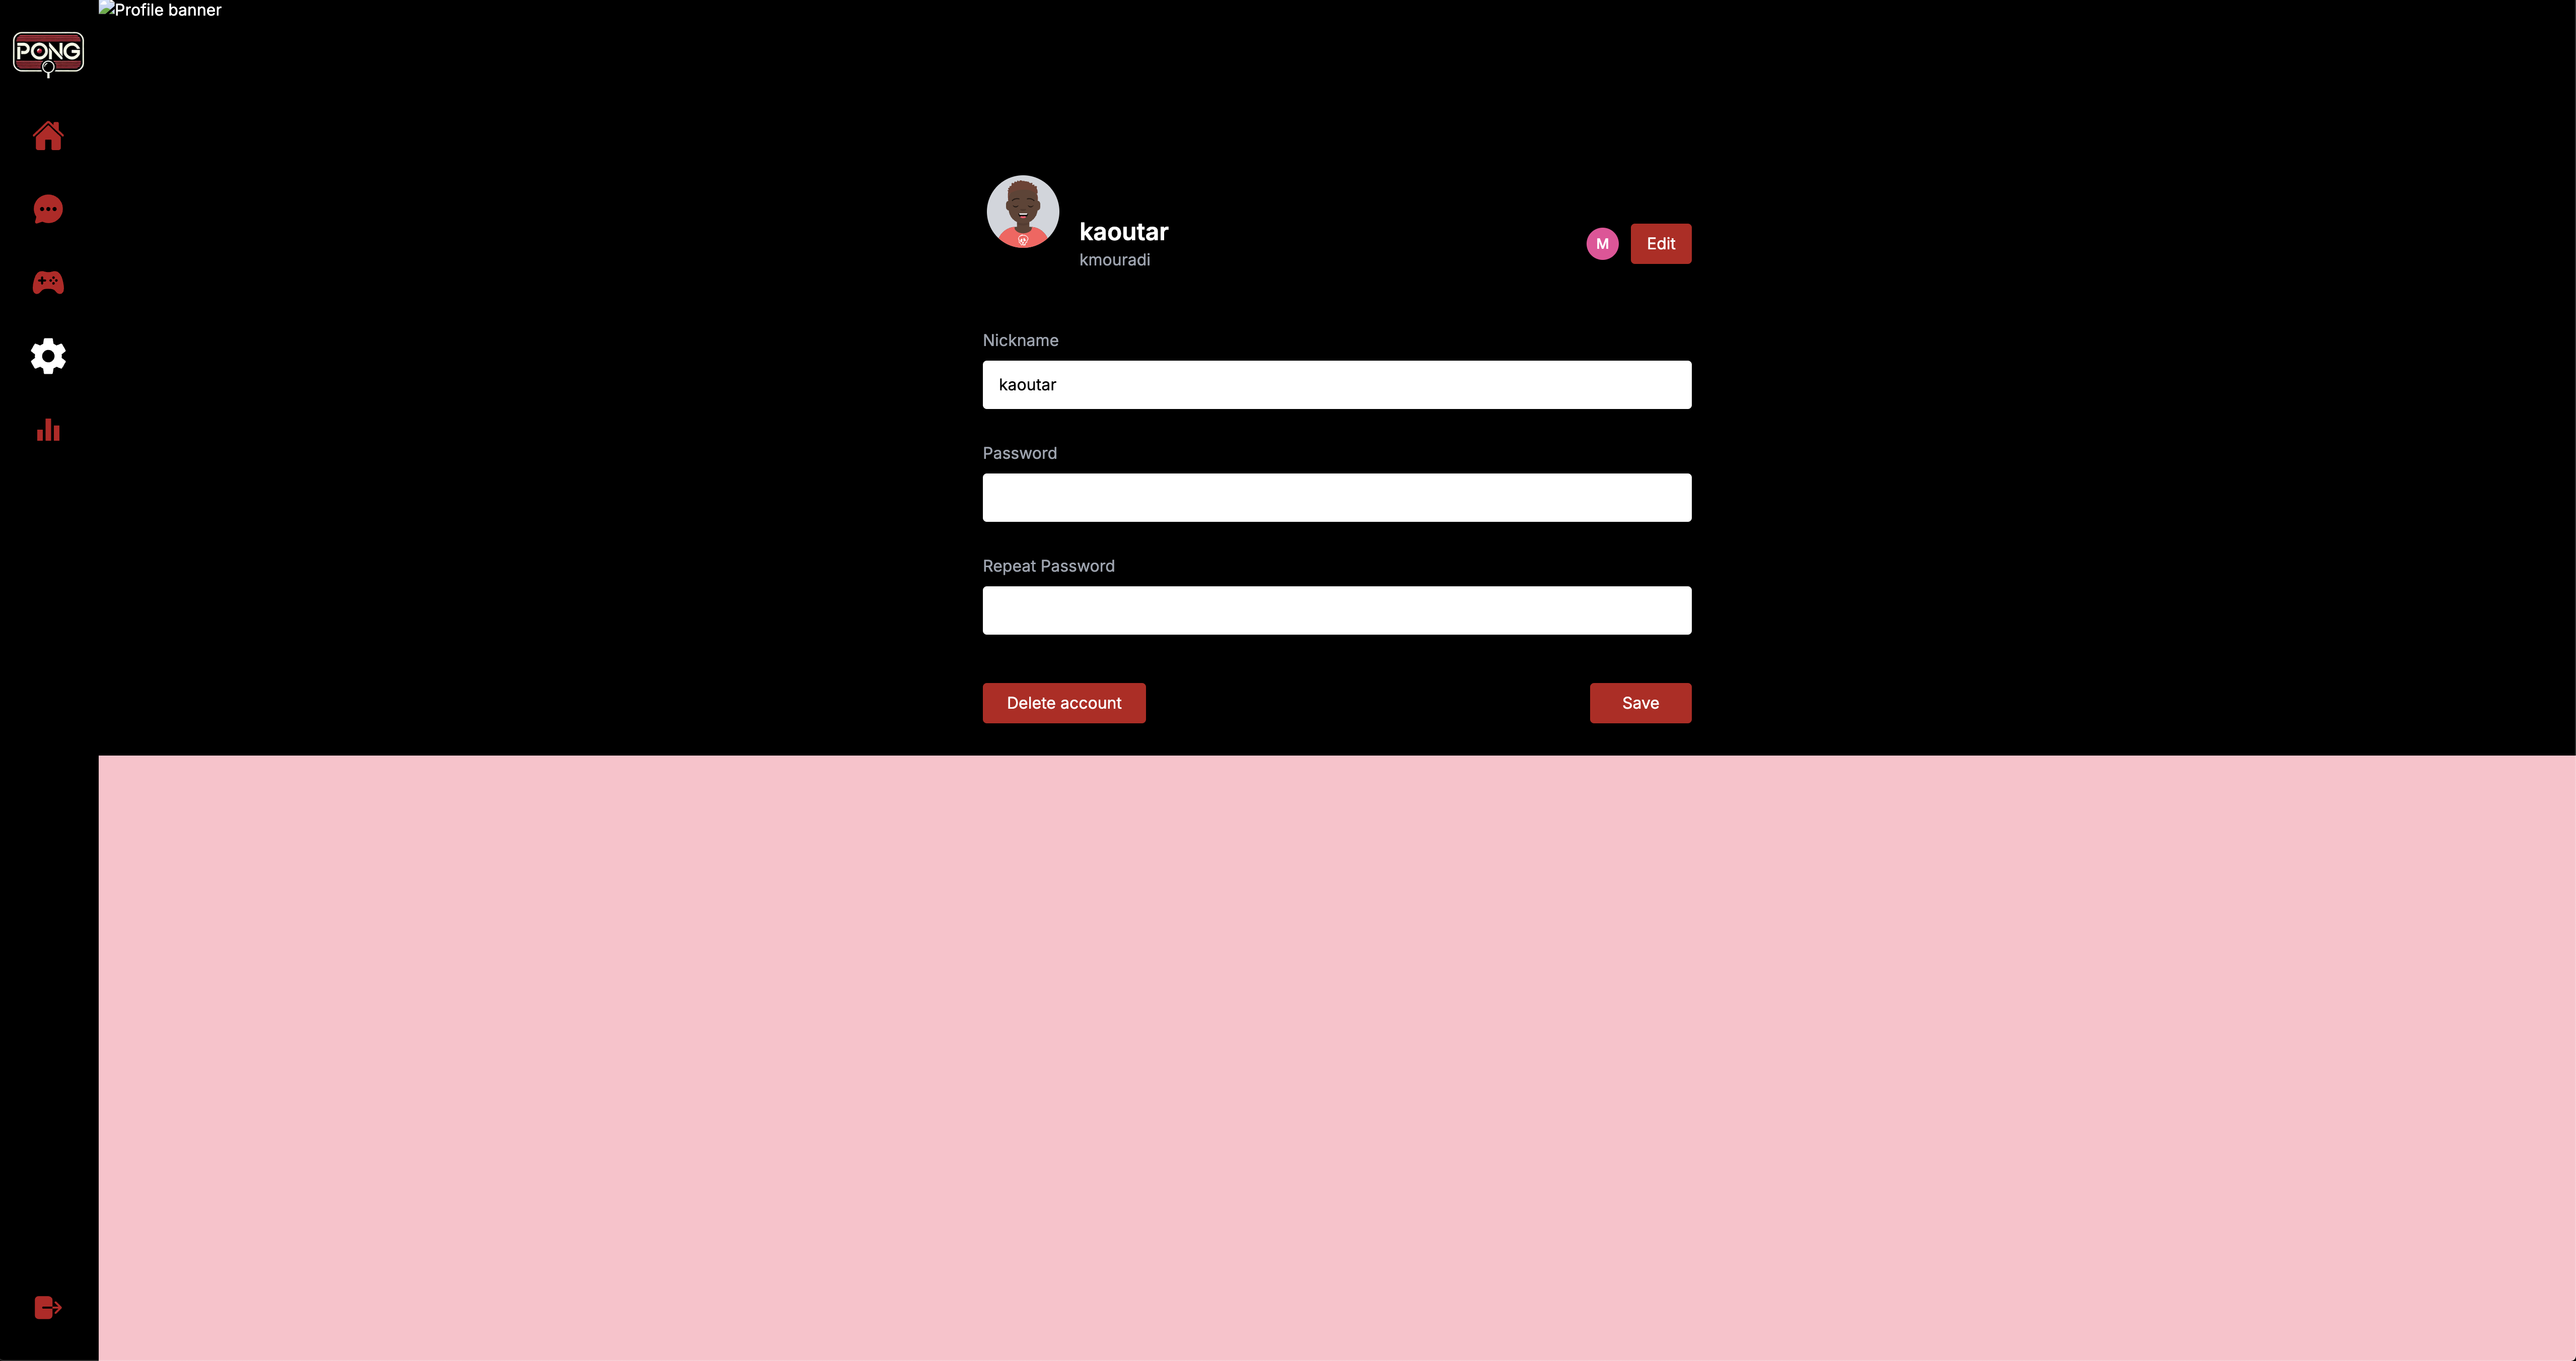 Profile banner
PONG
kaoutar
kmouradi
M
Edit
Nickname
kaoutar
Password
Repeat Password
Delete account
Save